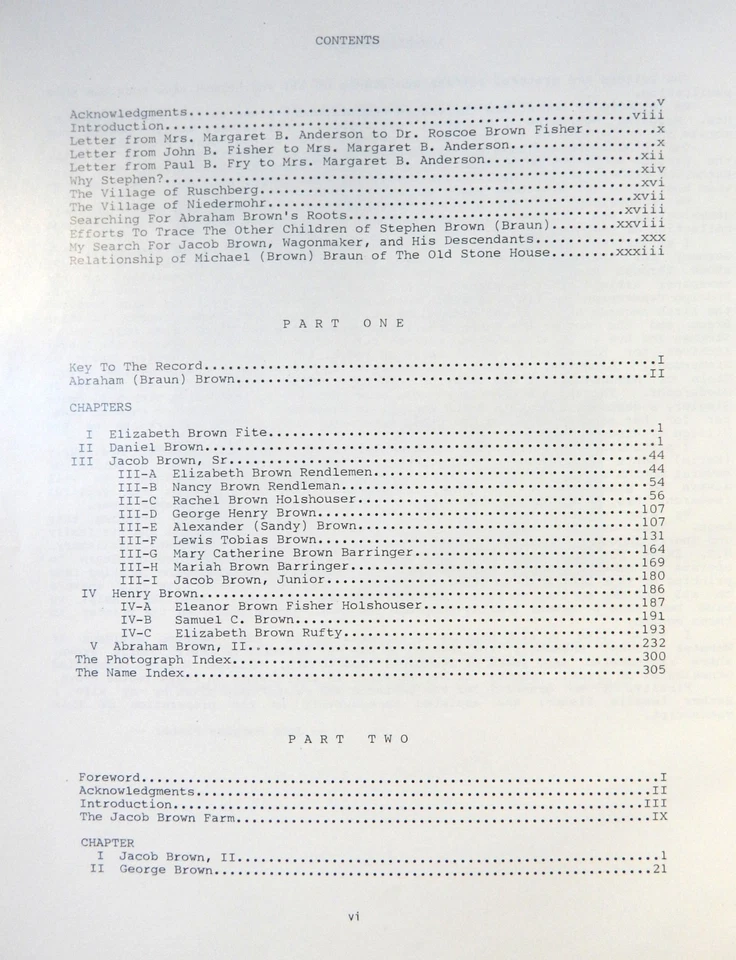 CONTENTS
Acknowledgments....................v
Introduction....................viii
Letter from Mrs. Margaret B. Anderson to Dr. Roscoe Brown Fisher.........x
Letter from John B. Fisher to Mrs. Margaret B. Anderson....................x
Letter from Paul B. Fry to Mrs. Margaret B. Anderson....................xii
Why Stephen?....................xiv
The Village of Ruschberg....................xvi
The Village of Niedermohr....................xvii
Searching For Abraham Brown's Roots....................xviii
Efforts To Trace The Other Children of Stephen Brown (Braun)........xxviii
My Search For Jacob Brown, Wagonmaker, and His Descendants.............xxx
Relationship of Michael (Brown) Braun of The Old Stone House........xxxiii
PART ONE
Key To The Record....................I
Abraham (Braun) Brown....................II
CHAPTERS
I Elizabeth Brown Fite....................1
II Daniel Brown....................1
III Jacob Brown, Sr....................44
III-A Elizabeth Brown Rendlemen....................44
III-B Nancy Brown Rendleman....................54
III-C Rachel Brown Holshouser....................56
III-D George Henry Brown....................107
III-E Alexander (Sandy) Brown....................107
III-F Lewis Tobias Brown....................131
III-G Mary Catherine Brown Barringer....................164
III-H Mariah Brown Barringer....................169
III-I Jacob Brown, Junior....................180
IV Henry Brown....................186
IV-A Eleanor Brown Fisher Holshouser....................187
IV-B Samuel C. Brown....................191
IV-C Elizabeth Brown Rufty....................193
V Abraham Brown, II....................232
The Photograph Index....................300
The Name Index....................305
PART TWO
Foreword....................I
Acknowledgments....................II
Introduction....................III
The Jacob Brown Farm....................IX
CHAPTER
I Jacob Brown, II....................1
II George Brown....................21
vi